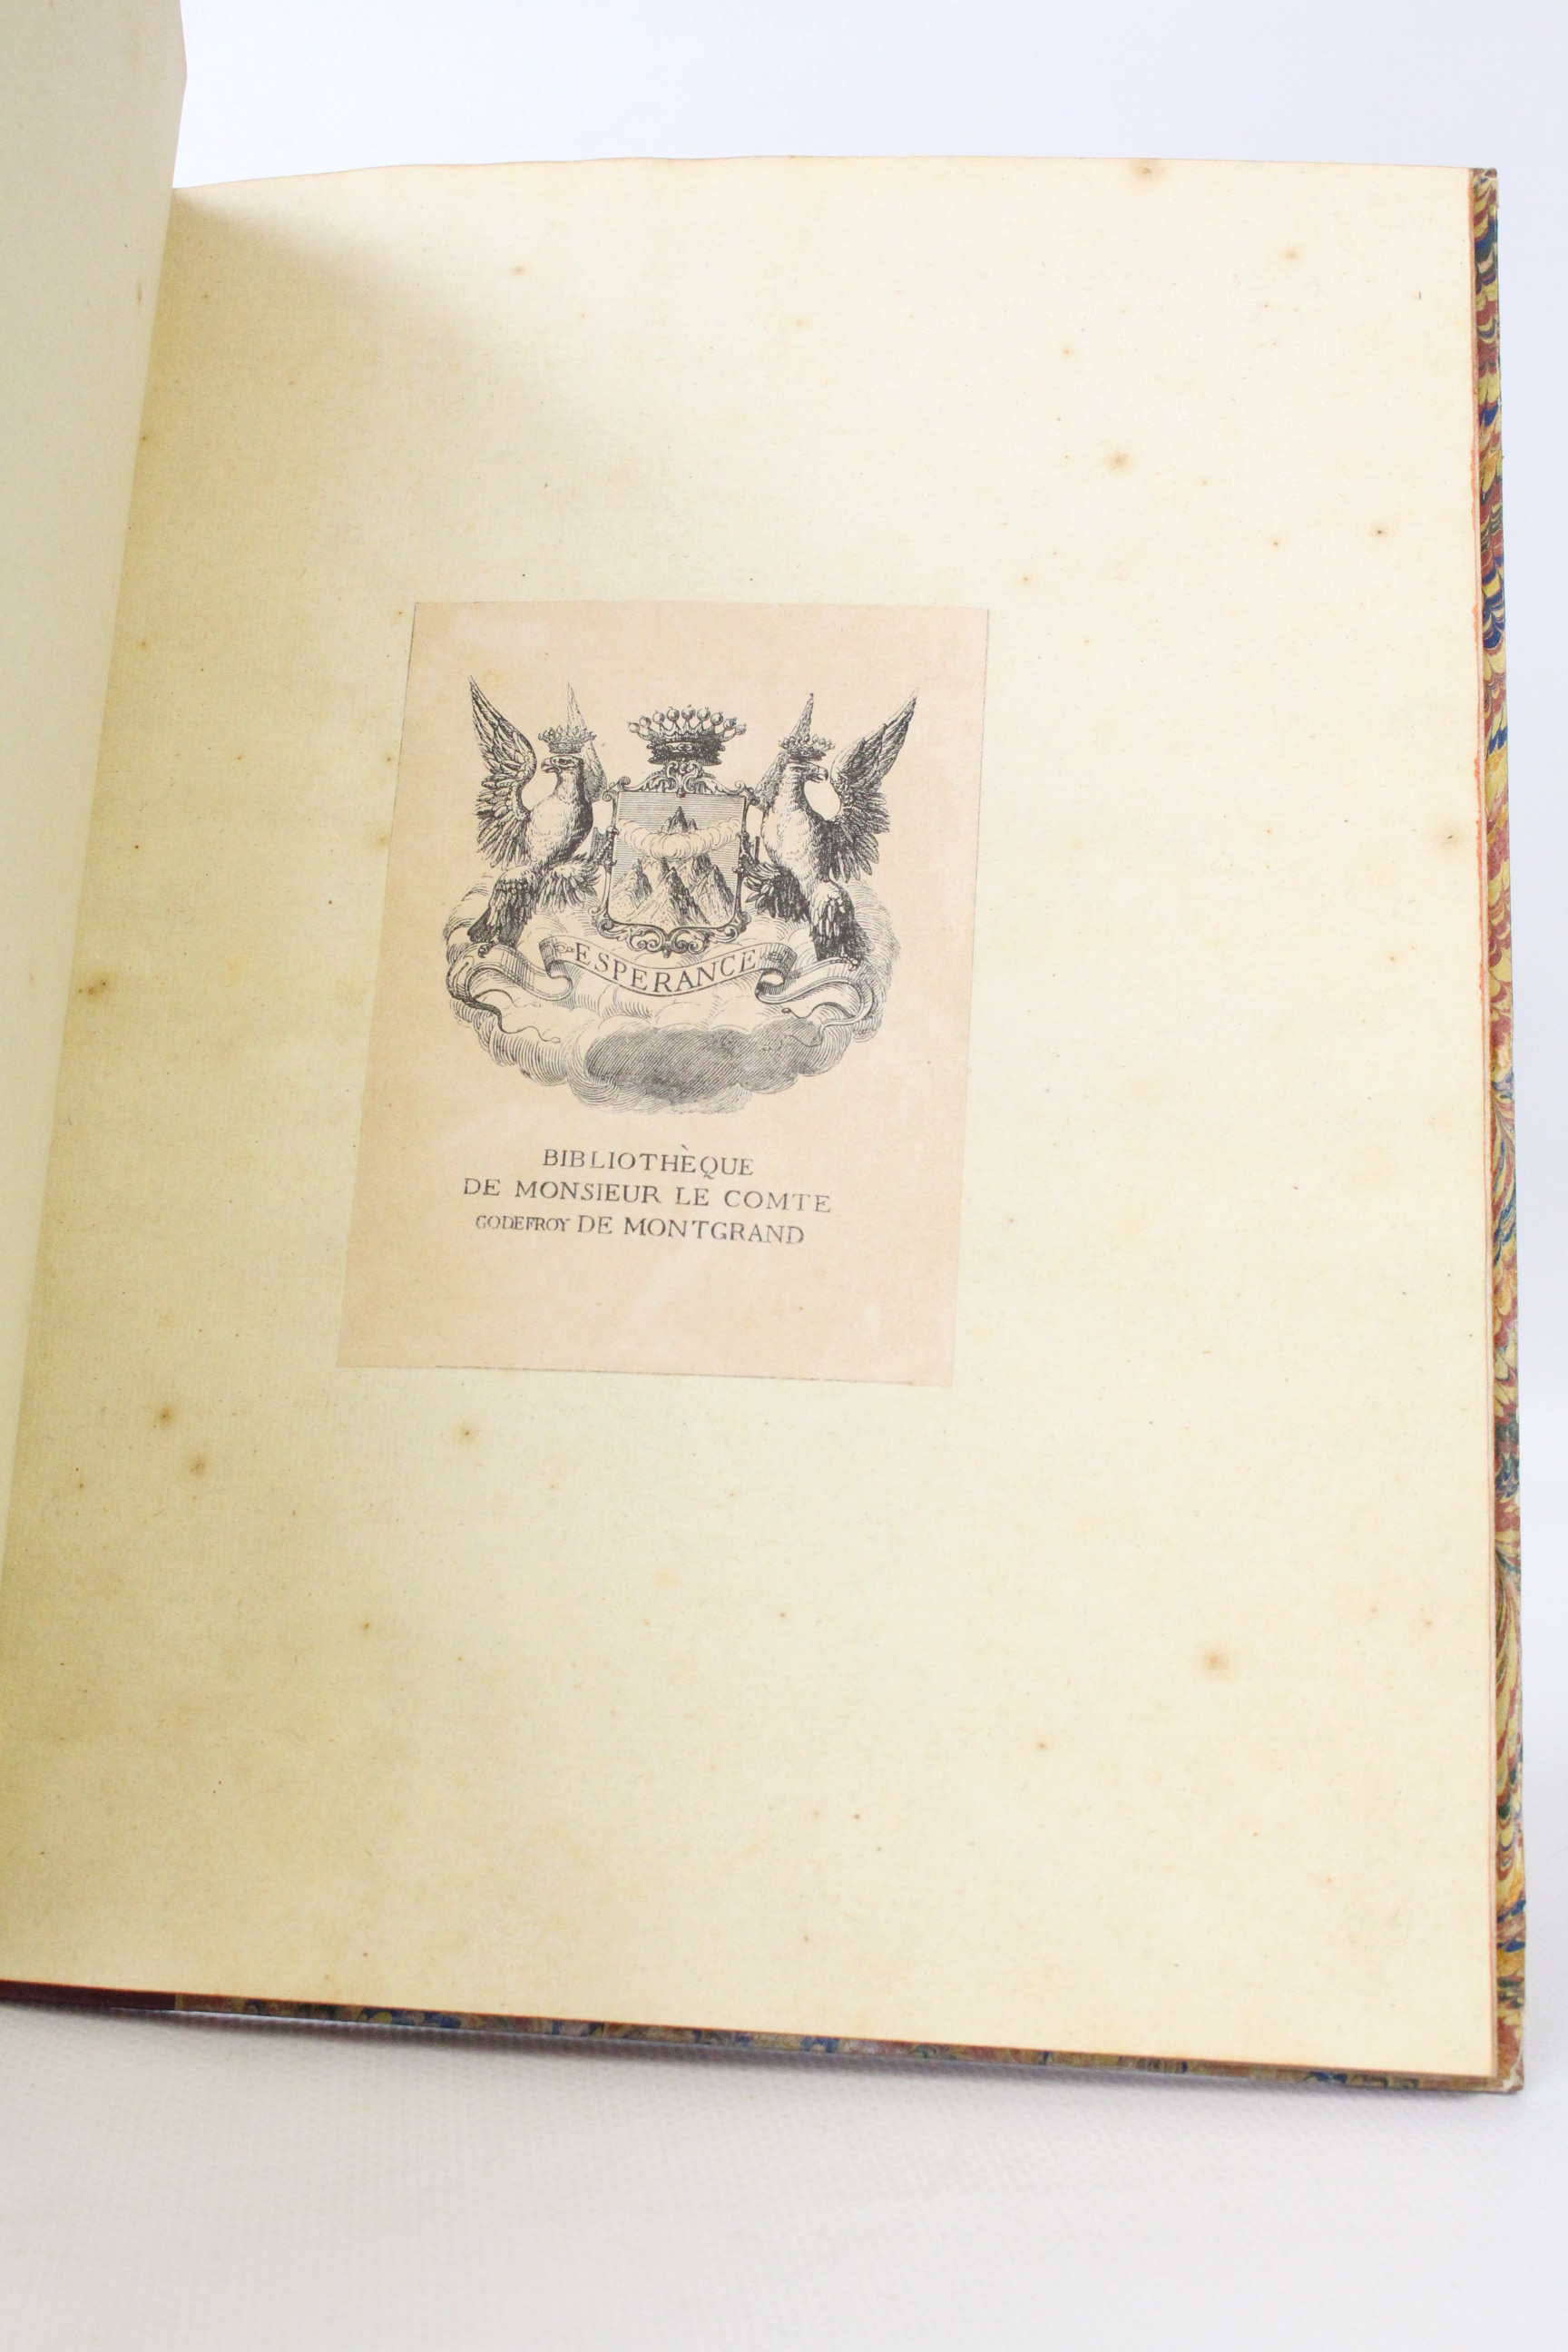 ESPERANCE
BIBLIOTHÈQUE
DE MONSIEUR LE COMTE
GODEFROY DE MONTGRAND